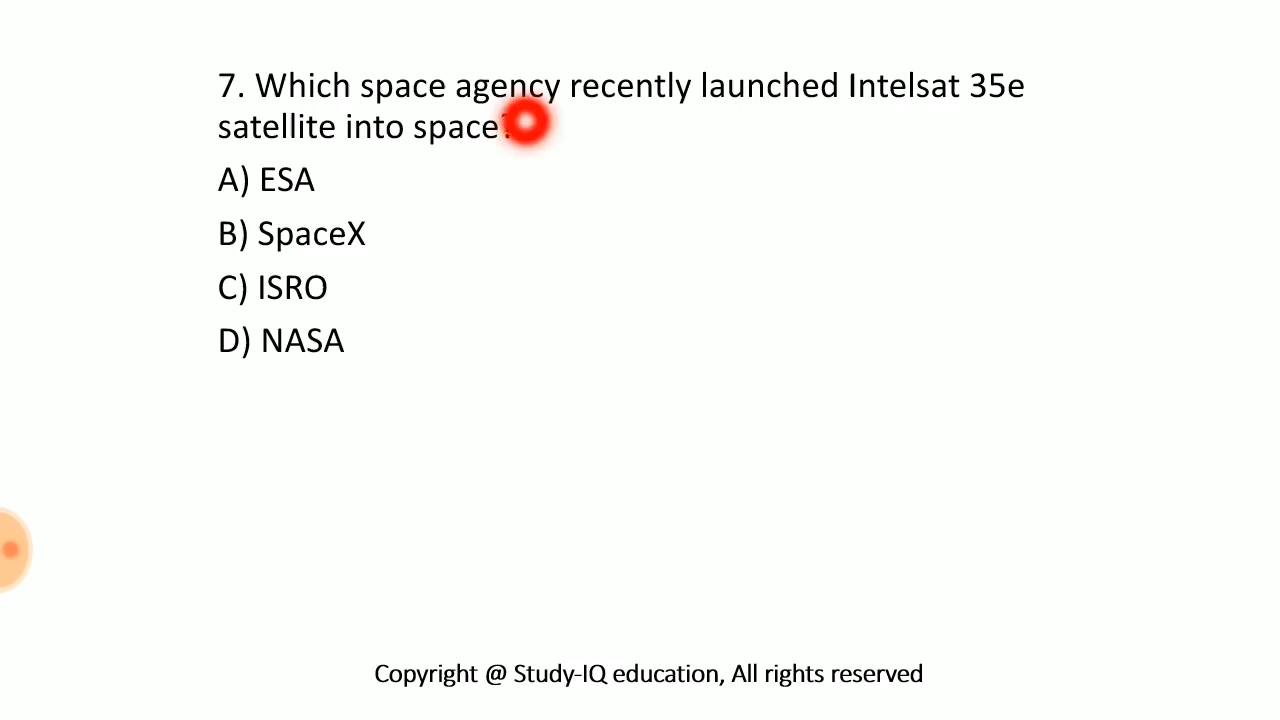 7. Which space agency recently launched Intelsat 35e
satellite into space?
A) ESA
B) SpaceX
C) ISRO
D) NASA
Copyright @ Study-IQ education, All rights reserved